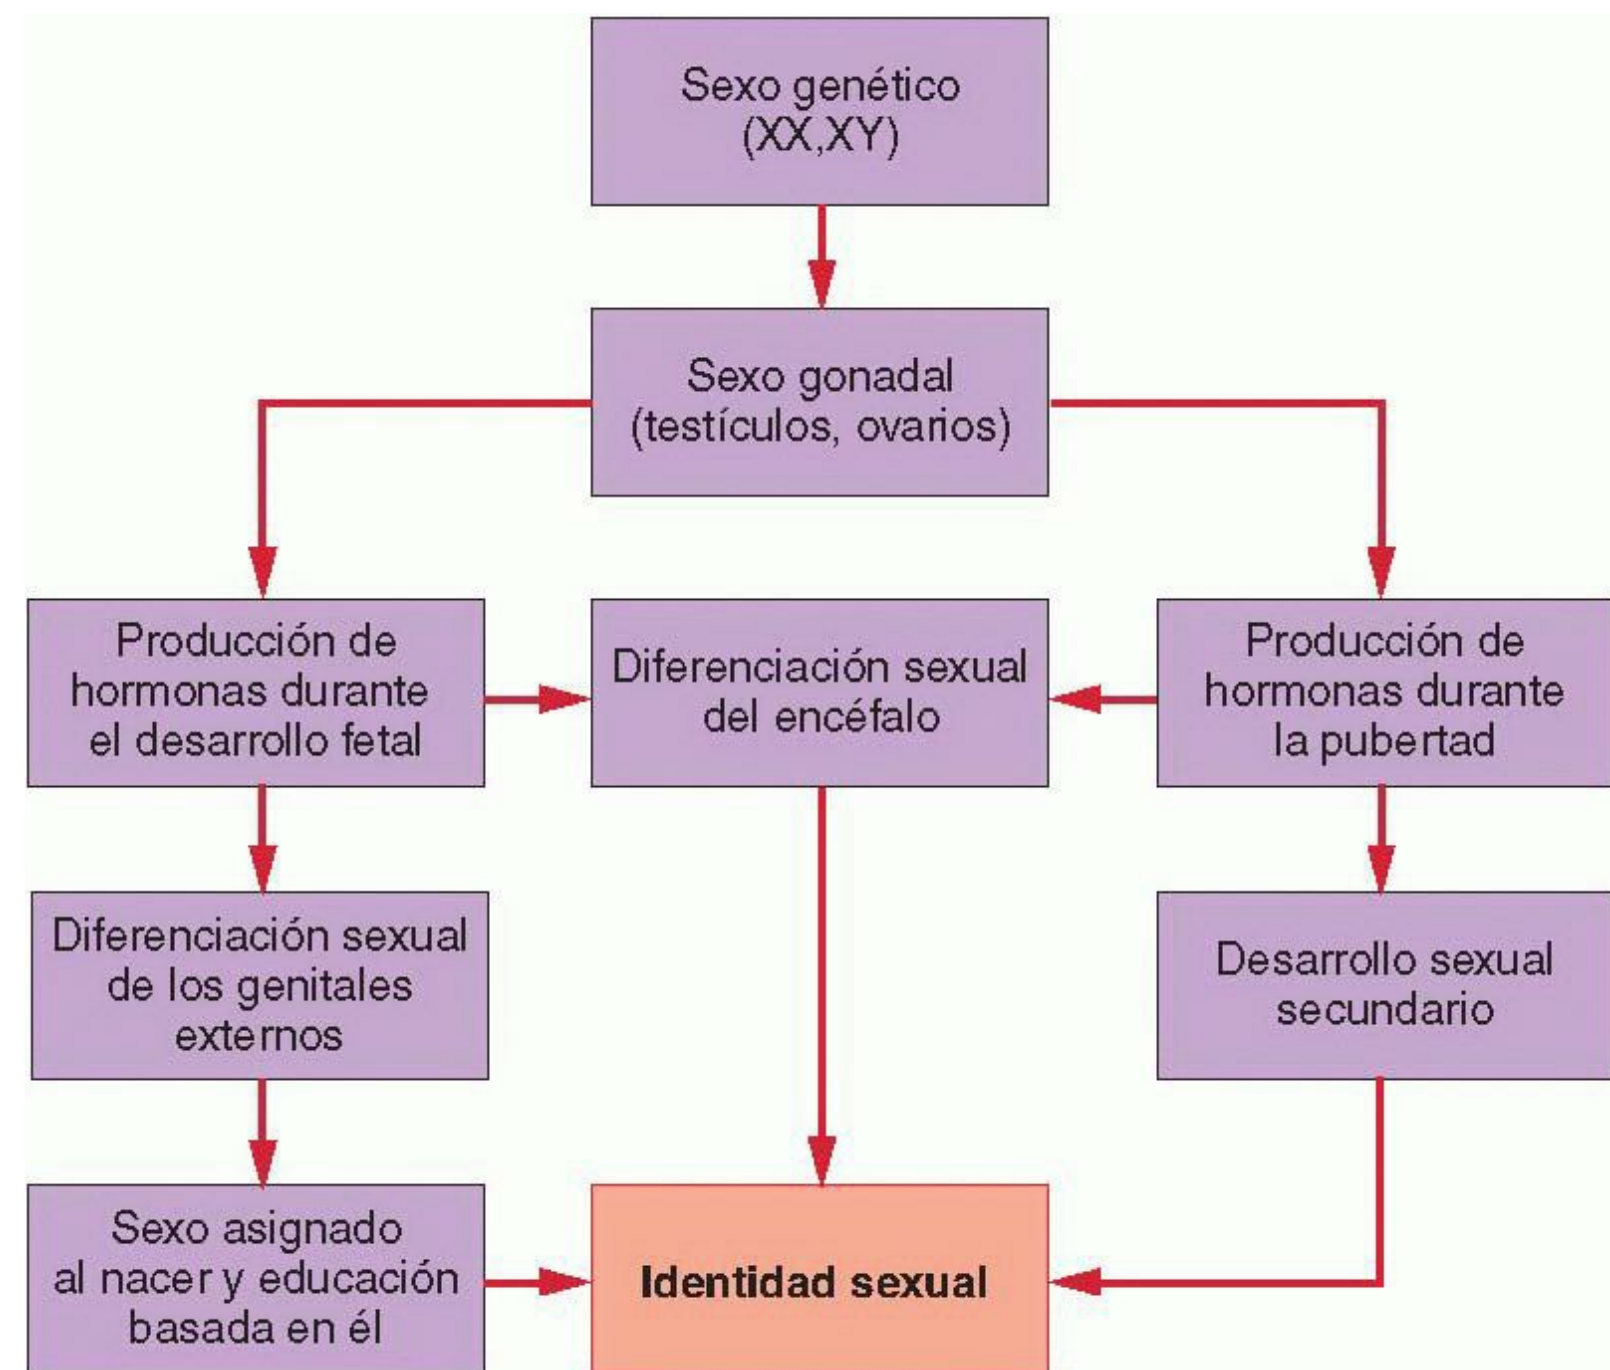 Sexo genético
(XX,XY)
Sexo gonadal
(testículos, ovarios)
Producción de
hormonas durante
el desarrollo fetal
Diferenciación sexual
del encéfalo
Producción de
hormonas durante
la pubertad
Diferenciación sexual
de los genitales
externos
Desarrollo sexual
secundario
Sexo asignado
al nacer y educación
basada en él
Identidad sexual